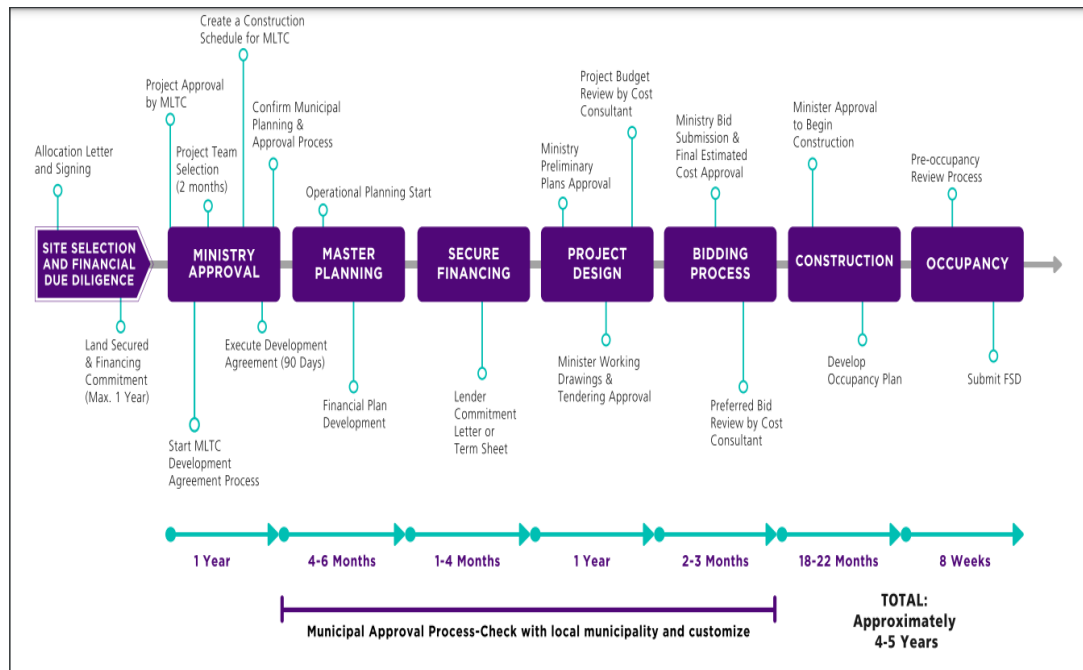 Create a Construction
Schedule for MLTC
Project Approval
by MLTC
Project Budget
Review by Cost
Consultant
Confirm Municipal
Planning &
Approval Process
Ministry Bid
Submission &
Final Estimated
Cost Approval
Minister Approval
to Begin
Construction
Allocation Letter
and Signing
Project Team
Selection
(2 months)
Operational Planning Start
Ministry
Preliminary
Plans Approval
Pre-occupancy
Review Process
SITE SELECTION
AND FINANCIAL
DUE DILIGENCE
MINISTRY
APPROVAL
MASTER
PLANNING
SECURE
FINANCING
PROJECT
DESIGN
BIDDING
PROCESS
CONSTRUCTION
OCCUPANCY
Land Secured
& Financing
Commitment
(Max. 1 Year)
Execute Development
Agreement (90 Days)
Minister Working
Drawings &
Tendering Approval
Develop
Occupancy Plan
Submit FSD
Financial Plan
Development
Lender
Commitment
Letter or
Term Sheet
Preferred Bid
Review by Cost
Consultant
Start MLTC
Development
Agreement Process
1 Year
4-6 Months
1-4 Months
1 Year
2-3 Months
18-22 Months
8 Weeks
Municipal Approval Process-Check with local municipality and customize
TOTAL:
Approximately
4-5 Years